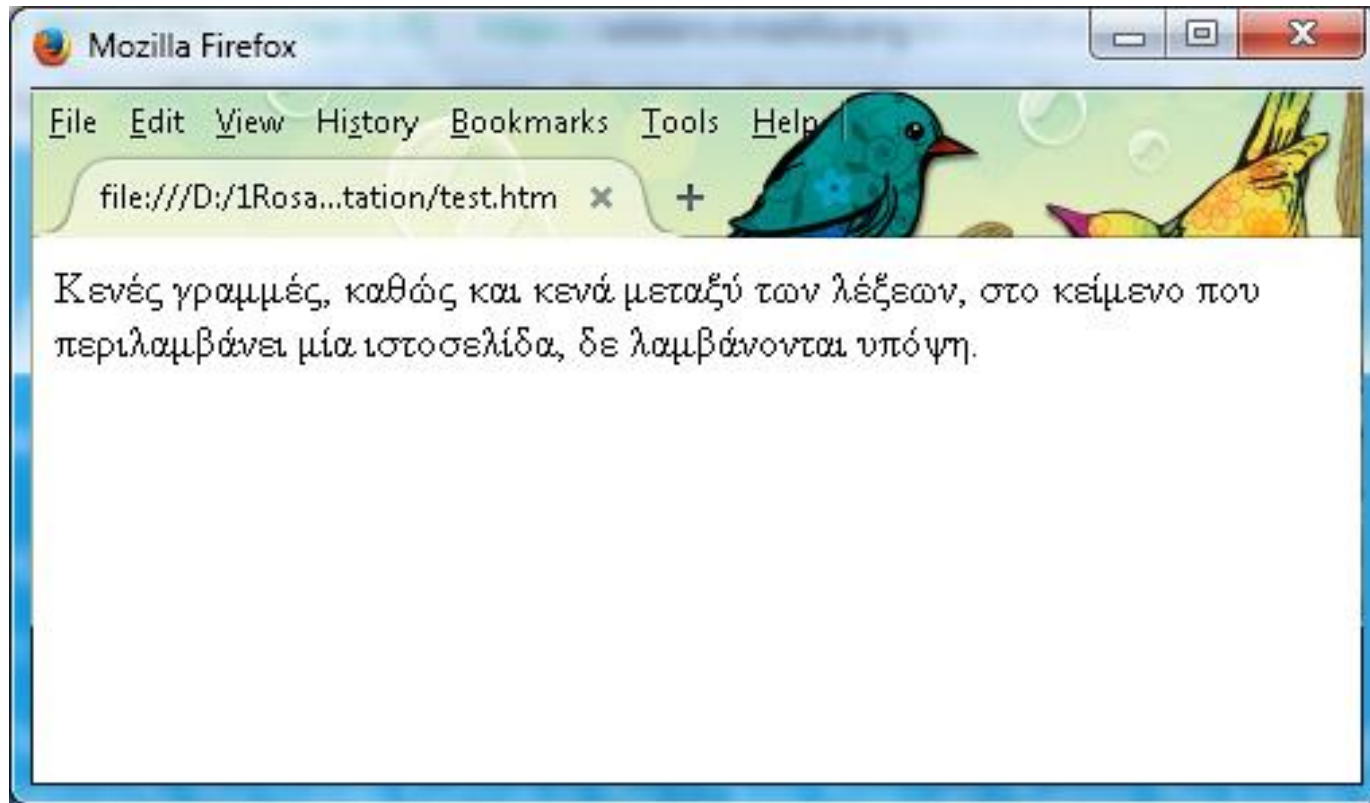 Mozilla Firefox
File Edit View History Bookmarks Tools Help
file:///D:/1Rosa...tation/test.htm
Κενές γραμμές, καθώς και κενά μεταξύ των λέξεων, στο κείμενο που
περιλαμβάνει μία ιστοσελίδα, δε λαμβάνονται υπόψη.